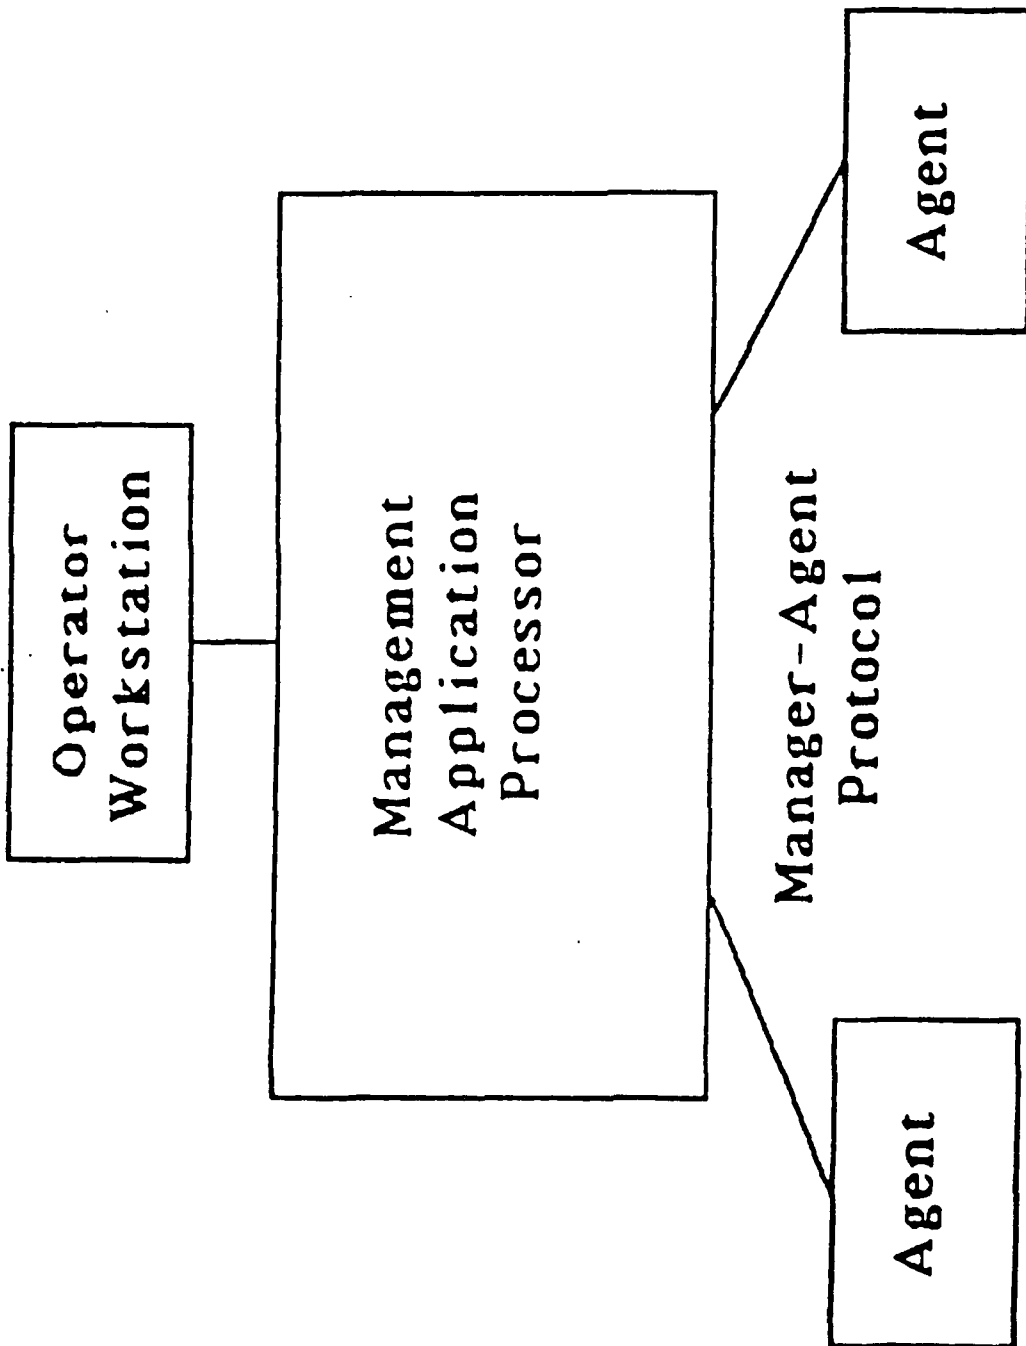 Operator
Workstation
Management
Application
Processor
Manager-Agent
Protocol
Agent
Agent